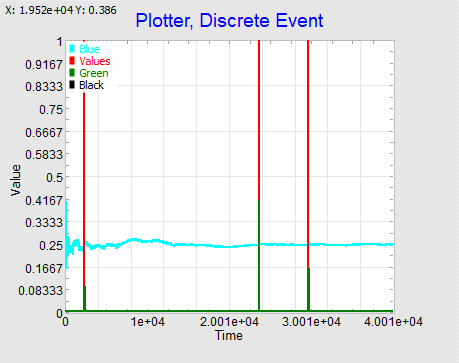 X: 1.952e+04 Y: 0.386
Plotter, Discrete Event
1
0.9167
0.8333
0.75
0.6667
0.5833
0.5
0.4167
0.3333
0.25
0.1667
0.08333
0
Value
Blue
Values
Green
Black
0 1e+04 2.001e+04 3.001e+04 4.001e+04
Time